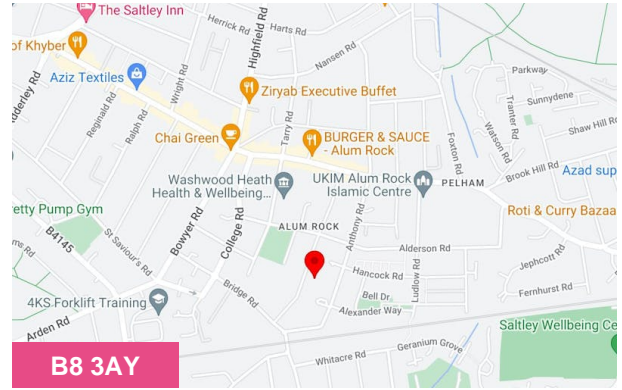 The Saltley Inn
Herrick Rd
Harts Rd
Highfield Rd
of Khyber
Nansen Rd
Adderley Rd
Aziz Textiles
Wright Rd
Ziryab Executive Buffet
Parkway
Sunnydene
Reginald Rd
Ralph Rd
Tarry Rd
Foxton Rd
Watson Rd
Tranter Rd
Shaw Hill Rd
Chai Green
BURGER & SAUCE
- Alum Rock
Washwood Heath
Health & Wellbeing...
UKIM Alum Rock
Islamic Centre
PELHAM
Brook Hill Rd
Azad sup
retty Pump Gym
B4145
St Saviour's Rd
Bowyer Rd
College Rd
ALUM ROCK
Anthony Rd
Roti & Curry Bazaa
Alderson Rd
Jephcott Rd
ms Rd
Bridge Rd
Hancock Rd
Ludlow Rd
Fernhurst Rd
4KS Forklift Training
Bell Dr
Alexander Way
Arden Rd
Saltley Wellbeing Ce
Geranium Grove
Whitacre Rd
B8 3AY